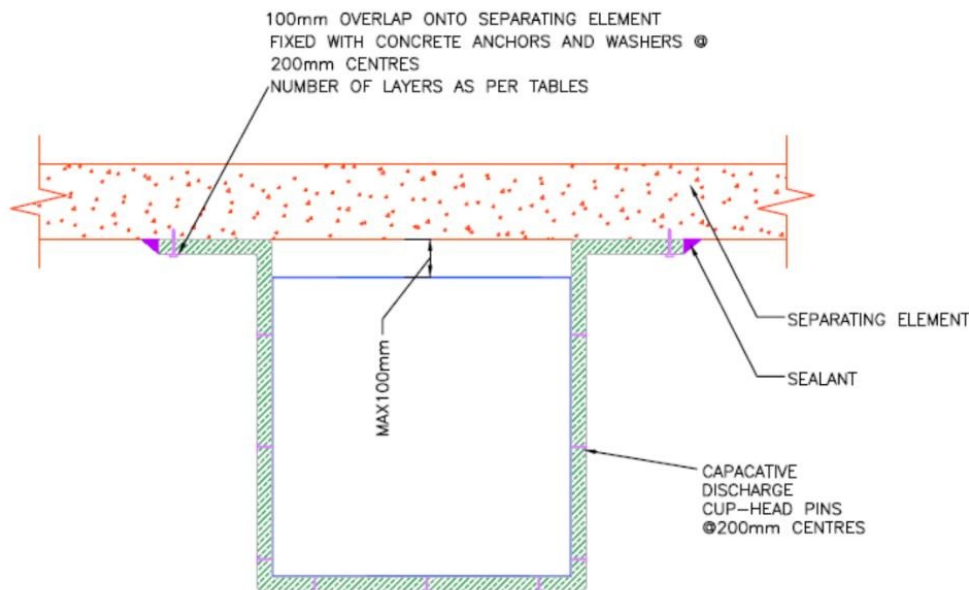 100mm OVERLAP ONTO SEPARATING ELEMENT
FIXED WITH CONCRETE ANCHORS AND WASHERS @
200mm CENTRES
NUMBER OF LAYERS AS PER TABLES
MAX100mm
SEPARATING ELEMENT
SEALANT
CAPACATIVE
DISCHARGE
CUP-HEAD PINS
@200mm CENTRES